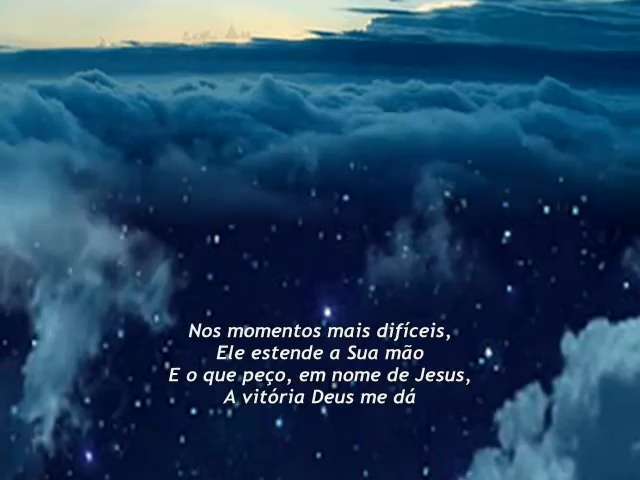 Nos momentos mais difíceis,
Ele estende a Sua mão
E o que peço, em nome de Jesus,
A vitória Deus me dá